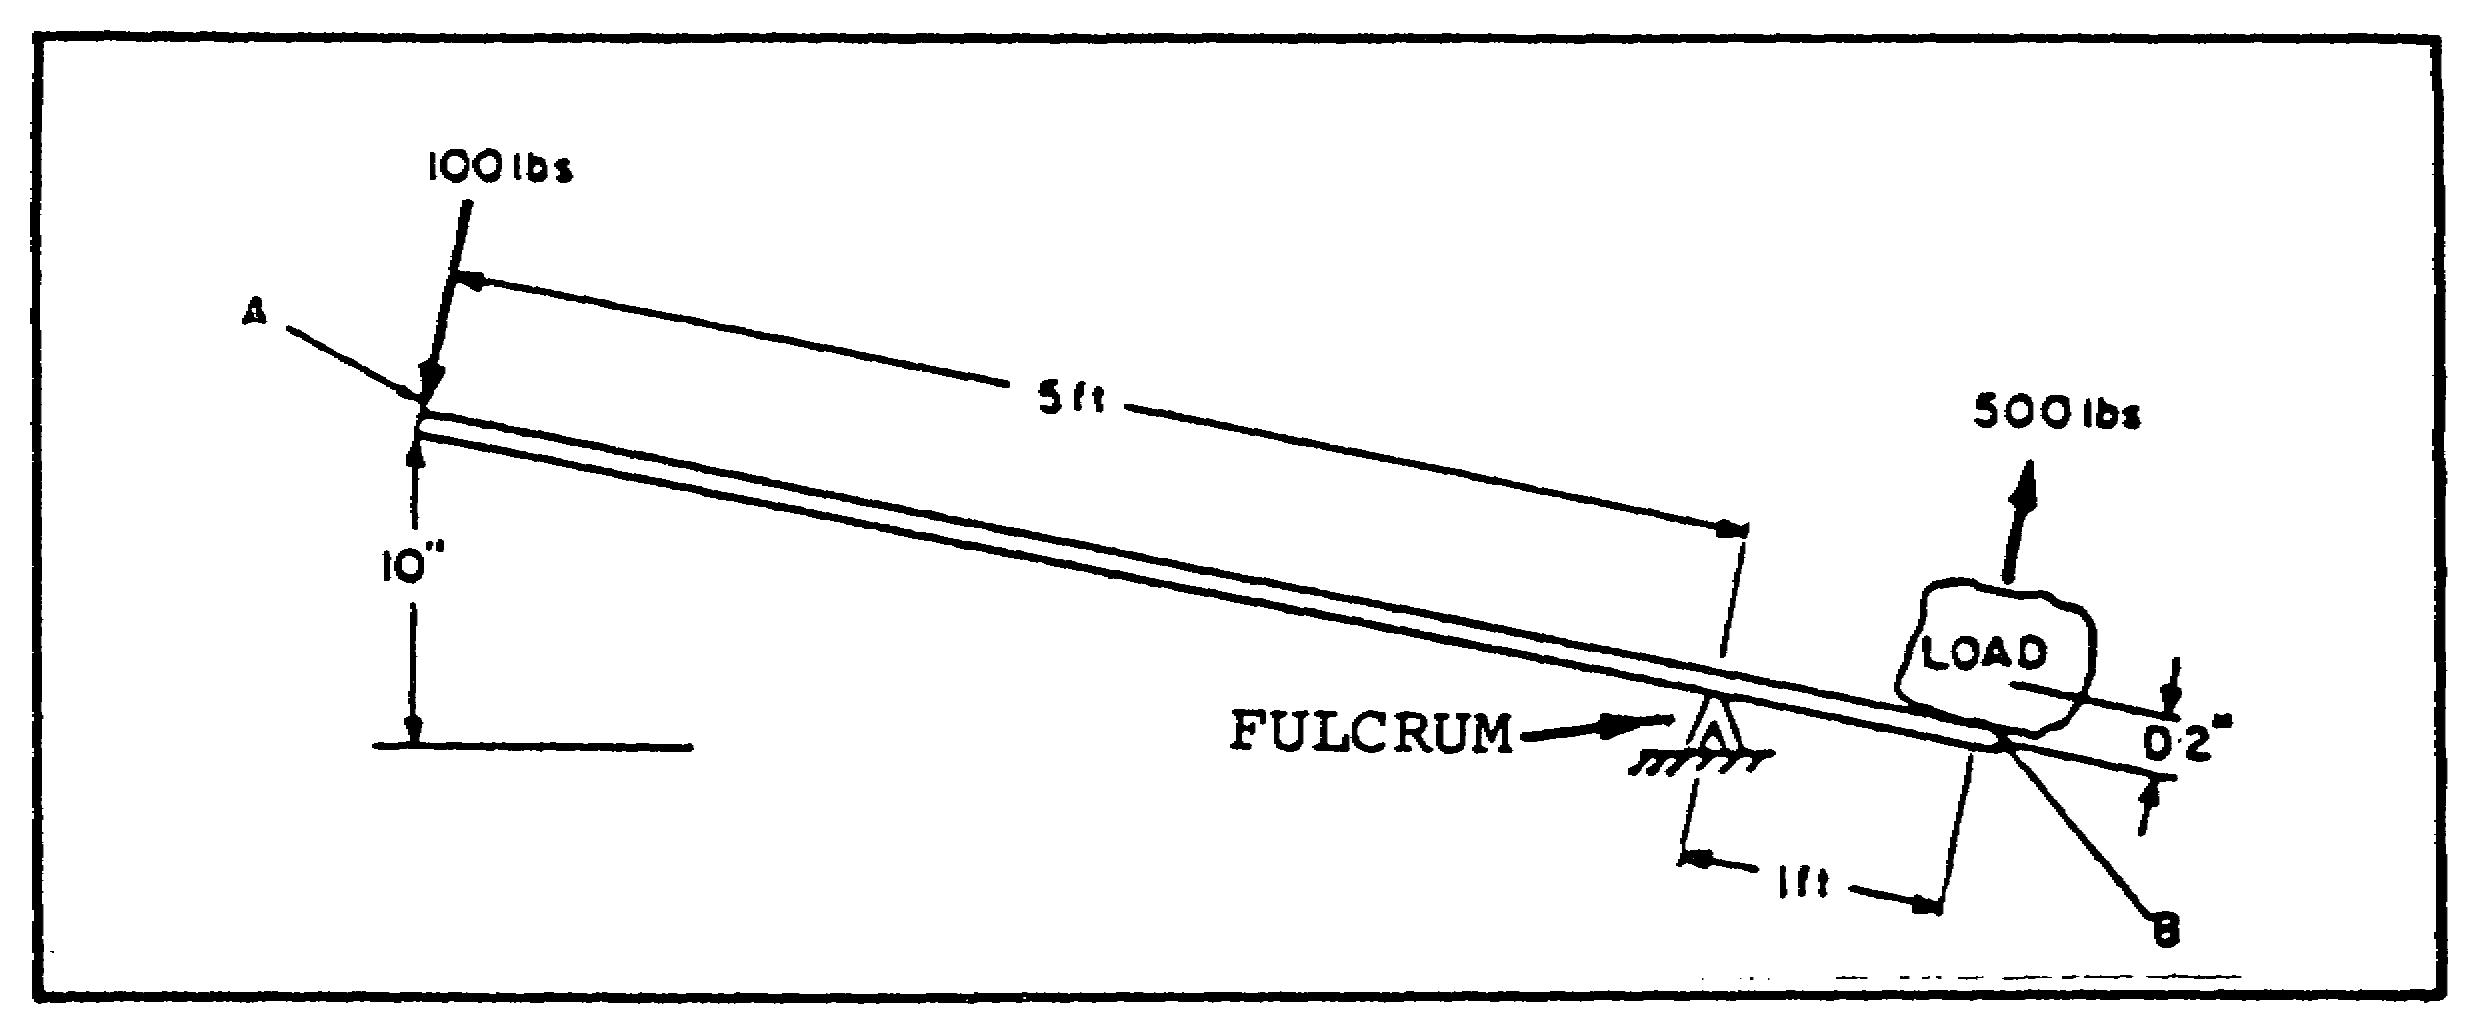 100 lbs
A
5 ft
500 lbs
10"
LOAD
FULCRUM
0.2"
1 ft
B